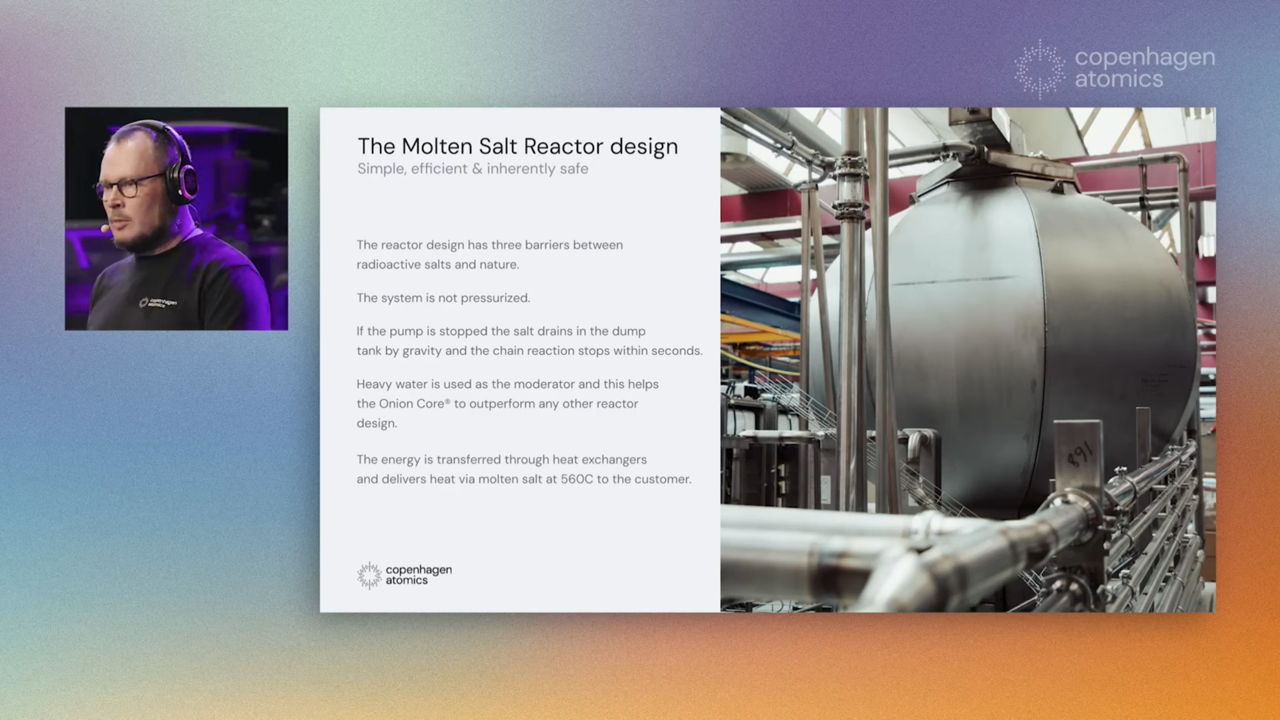 copenhagen
atomics
copenhagen
atomics
The Molten Salt Reactor design
Simple, efficient & inherently safe
The reactor design has three barriers between
radioactive salts and nature.
The system is not pressurized.
If the pump is stopped the salt drains in the dump
tank by gravity and the chain reaction stops within seconds.
Heavy water is used as the moderator and this helps
the Onion Core® to outperform any other reactor
design.
The energy is transferred through heat exchangers
and delivers heat via molten salt at 560C to the customer.
891
copenhagen
atomics